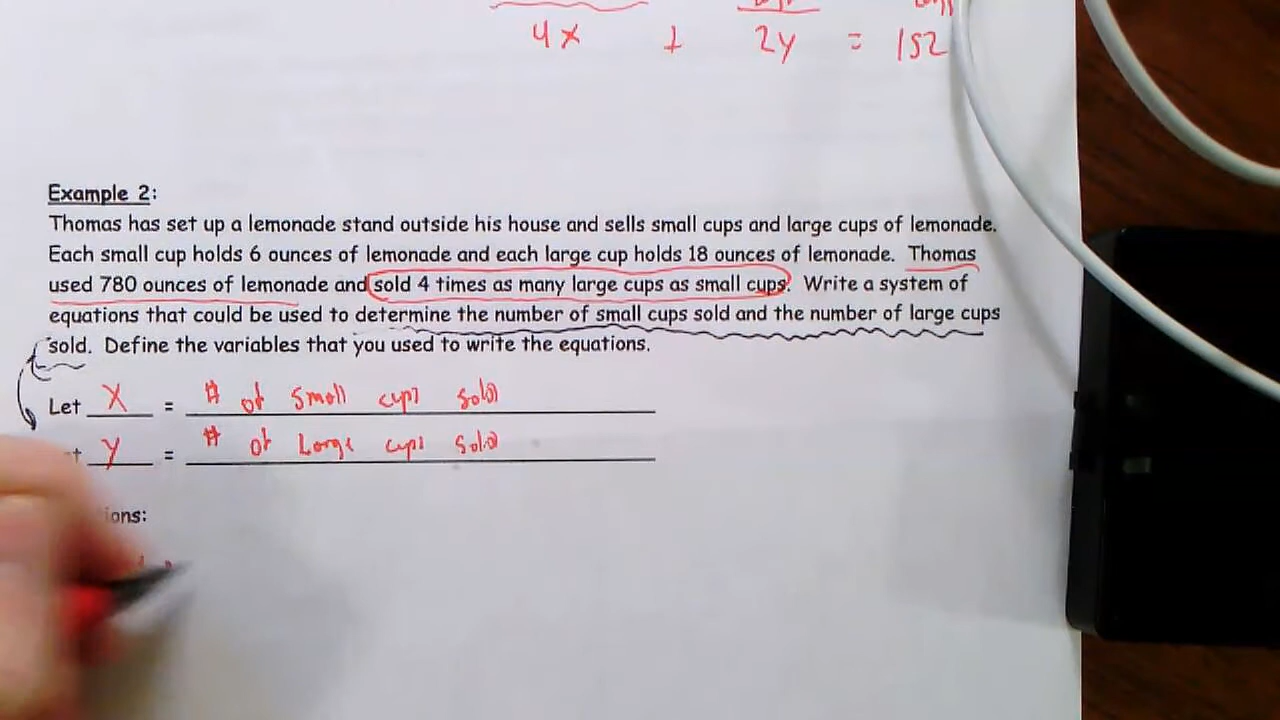 4x + 2y = 152
Example 2:
Thomas has set up a lemonade stand outside his house and sells small cups and large cups of lemonade.
Each small cup holds 6 ounces of lemonade and each large cup holds 18 ounces of lemonade. Thomas
used 780 ounces of lemonade and sold 4 times as many large cups as small cups. Write a system of
equations that could be used to determine the number of small cups sold and the number of large cups
sold. Define the variables that you used to write the equations.
Let X = # of small cups sold
y = # of Large cups sold
ions: